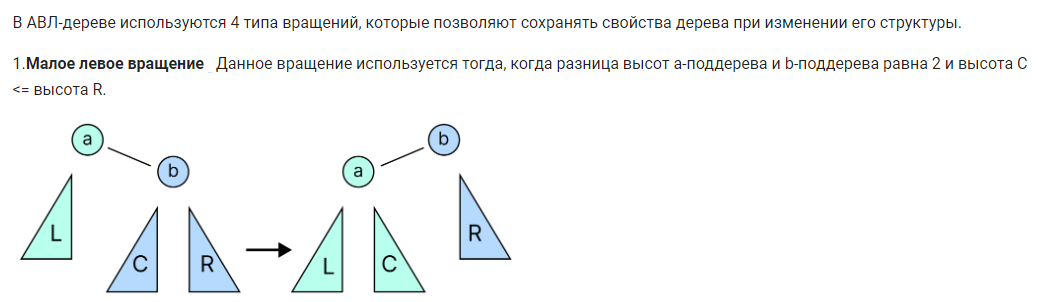 В АВЛ-дереве используются 4 типа вращений, которые позволяют сохранять свойства дерева при изменении его структуры.
1.Малое левое вращение Данное вращение используется тогда, когда разница высот a-поддерева и b-поддерева равна 2 и высота C
<= высота R.
a
b
L
C
R
b
a
R
L
C